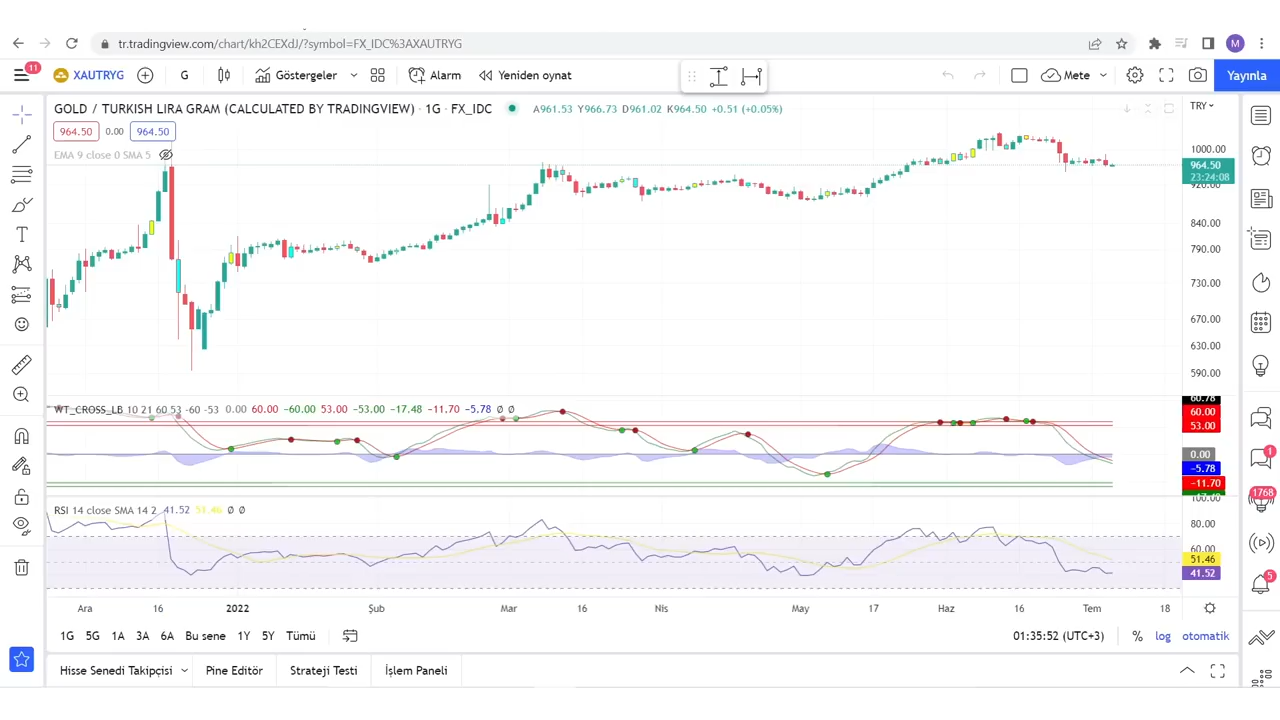 tr.tradingview.com/chart/kh2CEXdJ/?symbol=FX_IDC%3AXAUTRYG
M
11
XAUTRYG
G
Göstergeler
Alarm
Yeniden oynat
Mete
Yayınla
GOLD / TURKISH LIRA GRAM (CALCULATED BY TRADINGVIEW) · 1G · FX_IDC
A961.53 Y966.73 D961.02 K964.50 +0.51 (+0.05%)
TRY
964.50 0.00 964.50
EMA 9 close 0 SMA 5
1000.00
964.50
23:24:08
920.00
840.00
790.00
730.00
670.00
630.00
590.00
WT_CROSS_LB 10 21 60 53 -60 -53 0.00 60.00 −60.00 53.00 −53.00 −17.48 −11.70 −5.78 Ø Ø
60.78
60.00
53.00
0.00
−5.78
−11.70
100.00
RSI 14 close SMA 14 2 41.52 51.46 Ø Ø
80.00
60.00
51.46
41.52
Ara 16 2022 Şub Mar 16 Nis May 17 Haz 16 Tem 18
1G 5G 1A 3A 6A Bu sene 1Y 5Y Tümü
01:35:52 (UTC+3)
% log otomatik
Hisse Senedi Takipçisi
Pine Editör
Strateji Testi
İşlem Paneli
1
1768
5